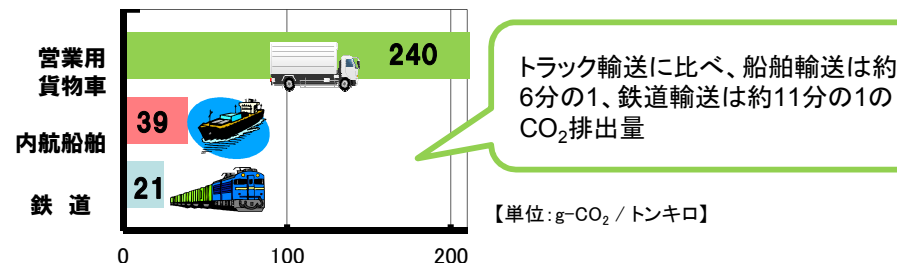 営業用
貨物車
240
内航船舶
39
鉄 道
21
0
100
200
トラック輸送に比べ、船舶輸送は約
6分の1、鉄道輸送は約11分の1の
CO₂排出量
【単位:g-CO₂ / トンキロ】